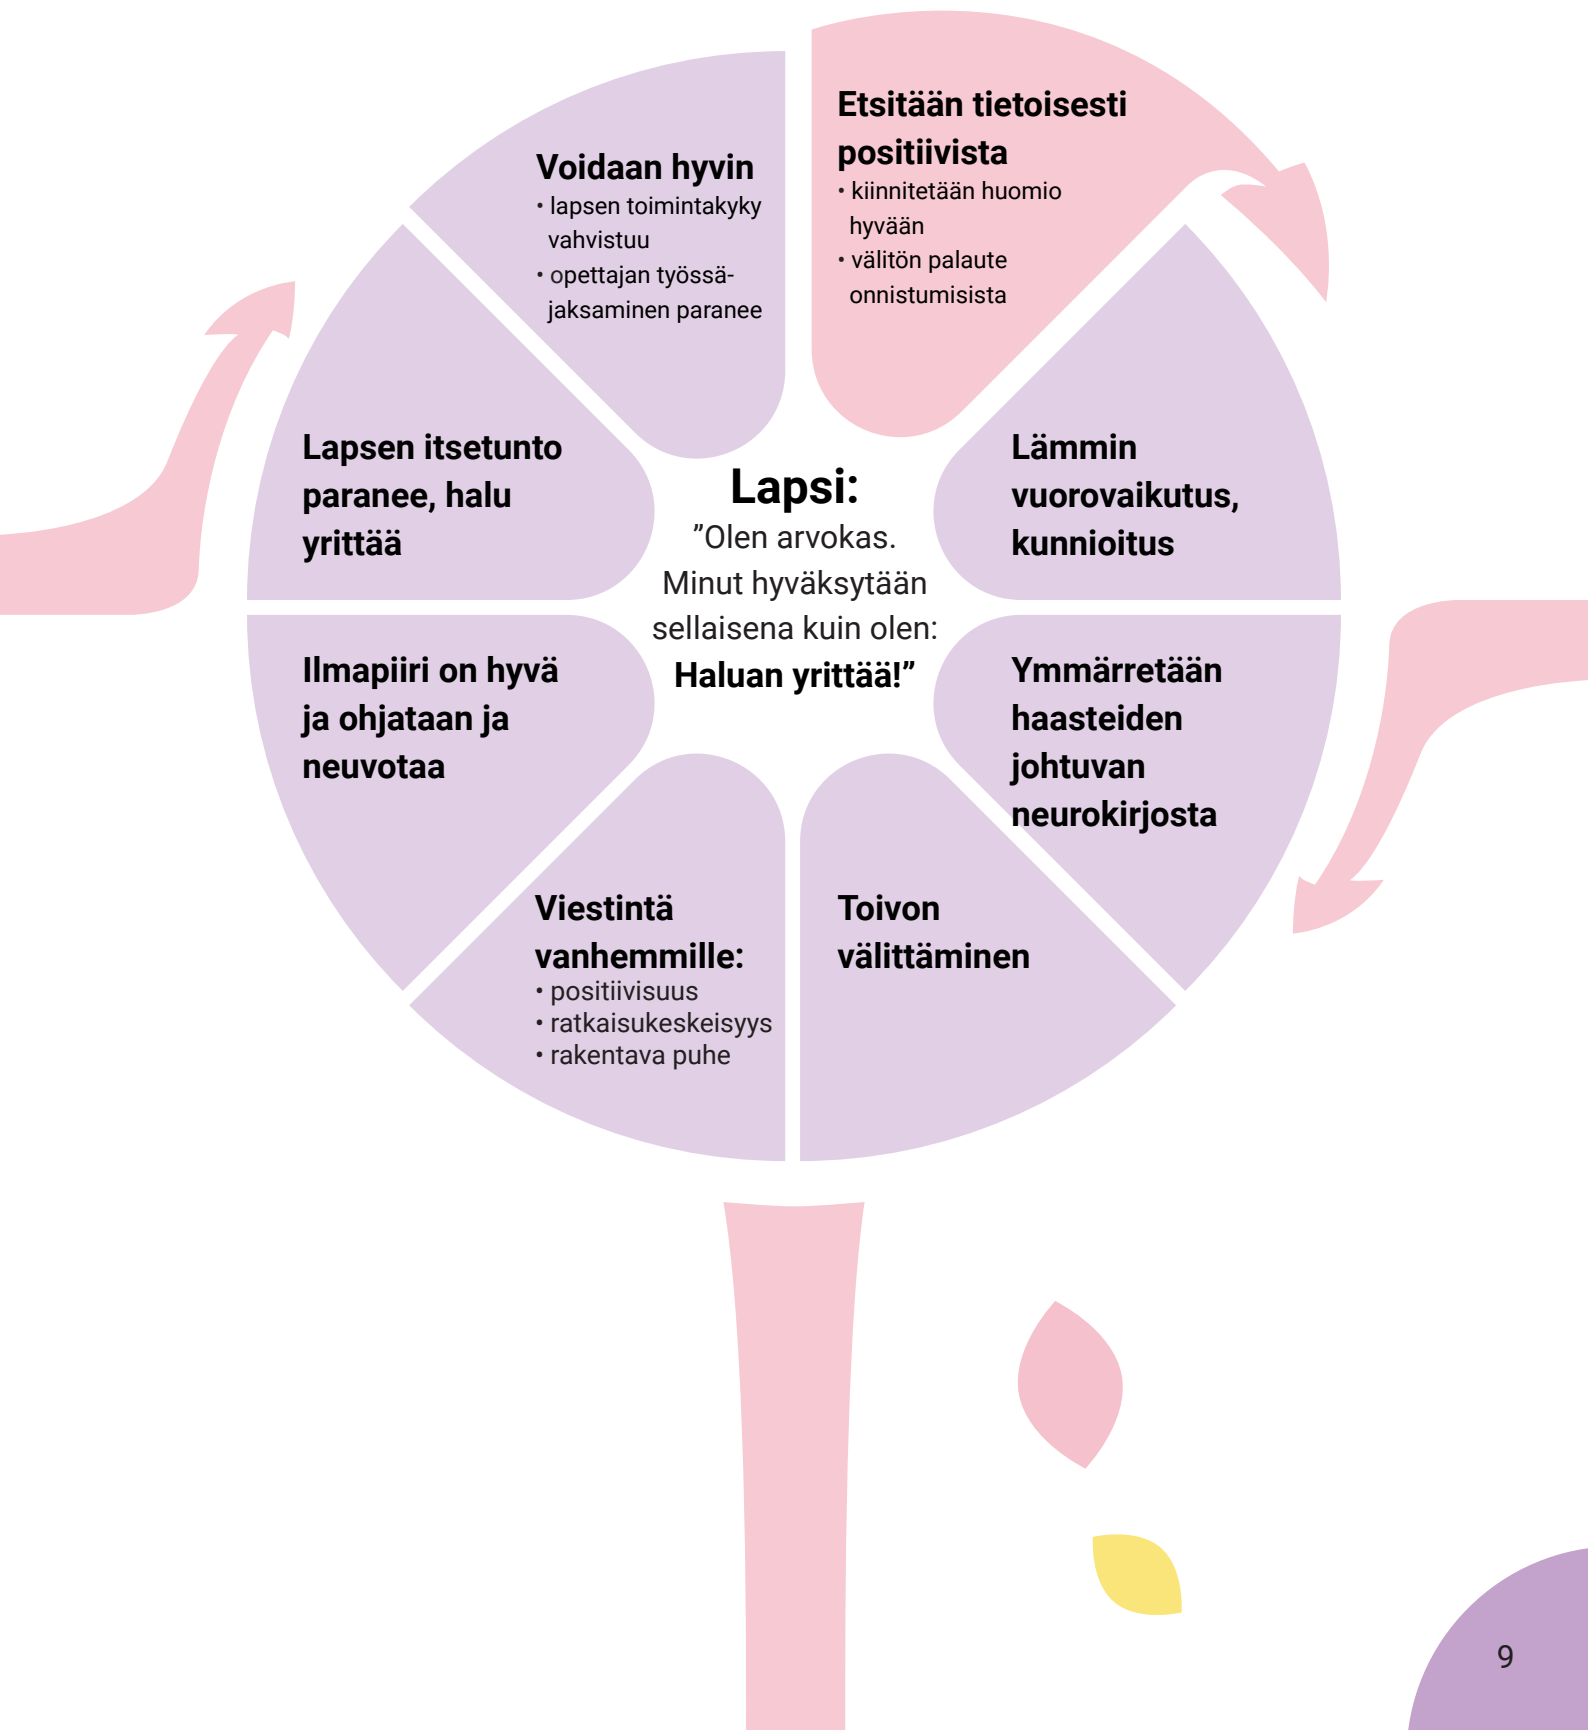 Etsitään tietoisesti
positiivista
• kiinnitetään huomio
hyvään
• välitön palaute
onnistumisista
Lämmin
vuorovaikutus,
kunnioitus
Ymmärretään
haasteiden
johtuvan
neurokirjosta
Toivon
välittäminen
Viestintä
vanhemmille:
• positiivisuus
• ratkaisukeskeisyys
• rakentava puhe
Ilmapiiri on hyvä
ja ohjataan ja
neuvotaa
Lapsen itsetunto
paranee, halu
yrittää
Voidaan hyvin
• lapsen toimintakyky
vahvistuu
• opettajan työssä-
jaksaminen paranee
Lapsi:
”Olen arvokas.
Minut hyväksytään
sellaisena kuin olen:
Haluan yrittää!”
9